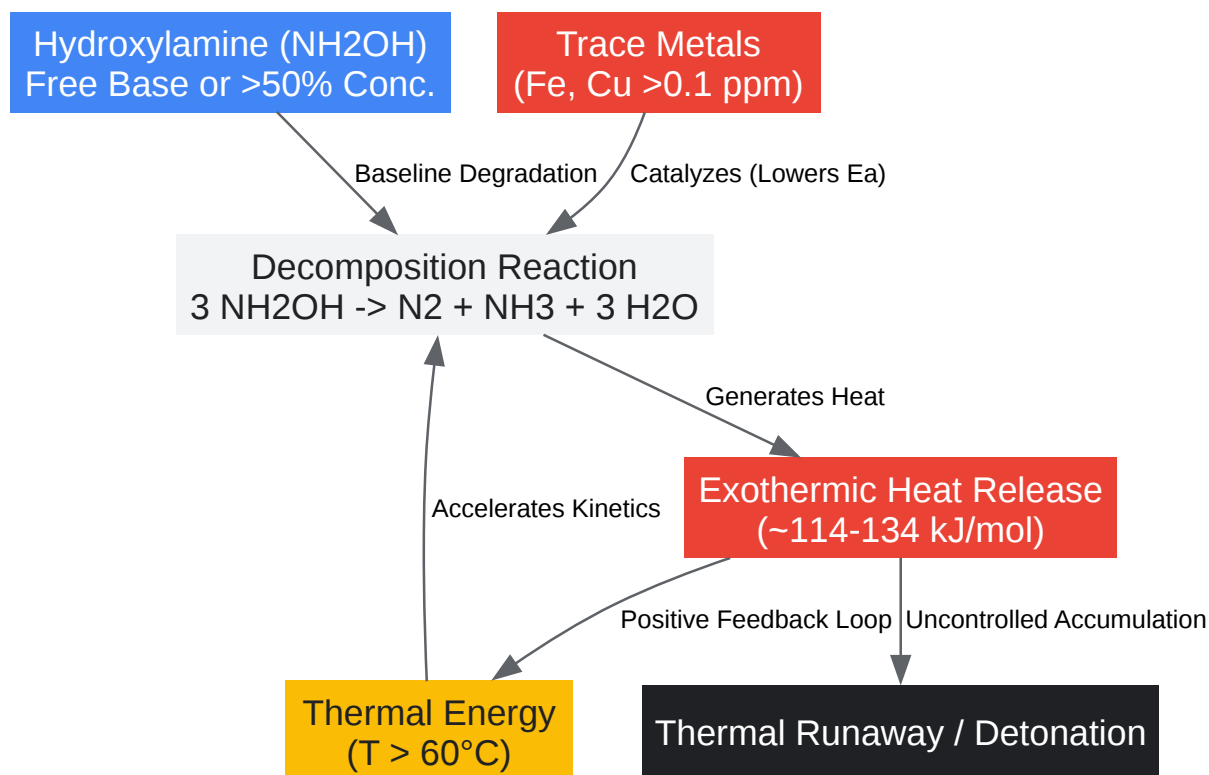 Hydroxylamine (NH2OH)
Free Base or >50% Conc.
Trace Metals
(Fe, Cu >0.1 ppm)
Baseline Degradation
Catalyzes (Lowers Ea)
Decomposition Reaction
3 NH2OH -> N2 + NH3 + 3 H2O
Generates Heat
Exothermic Heat Release
(~114-134 kJ/mol)
Accelerates Kinetics
Positive Feedback Loop
Uncontrolled Accumulation
Thermal Energy
(T > 60°C)
Thermal Runaway / Detonation